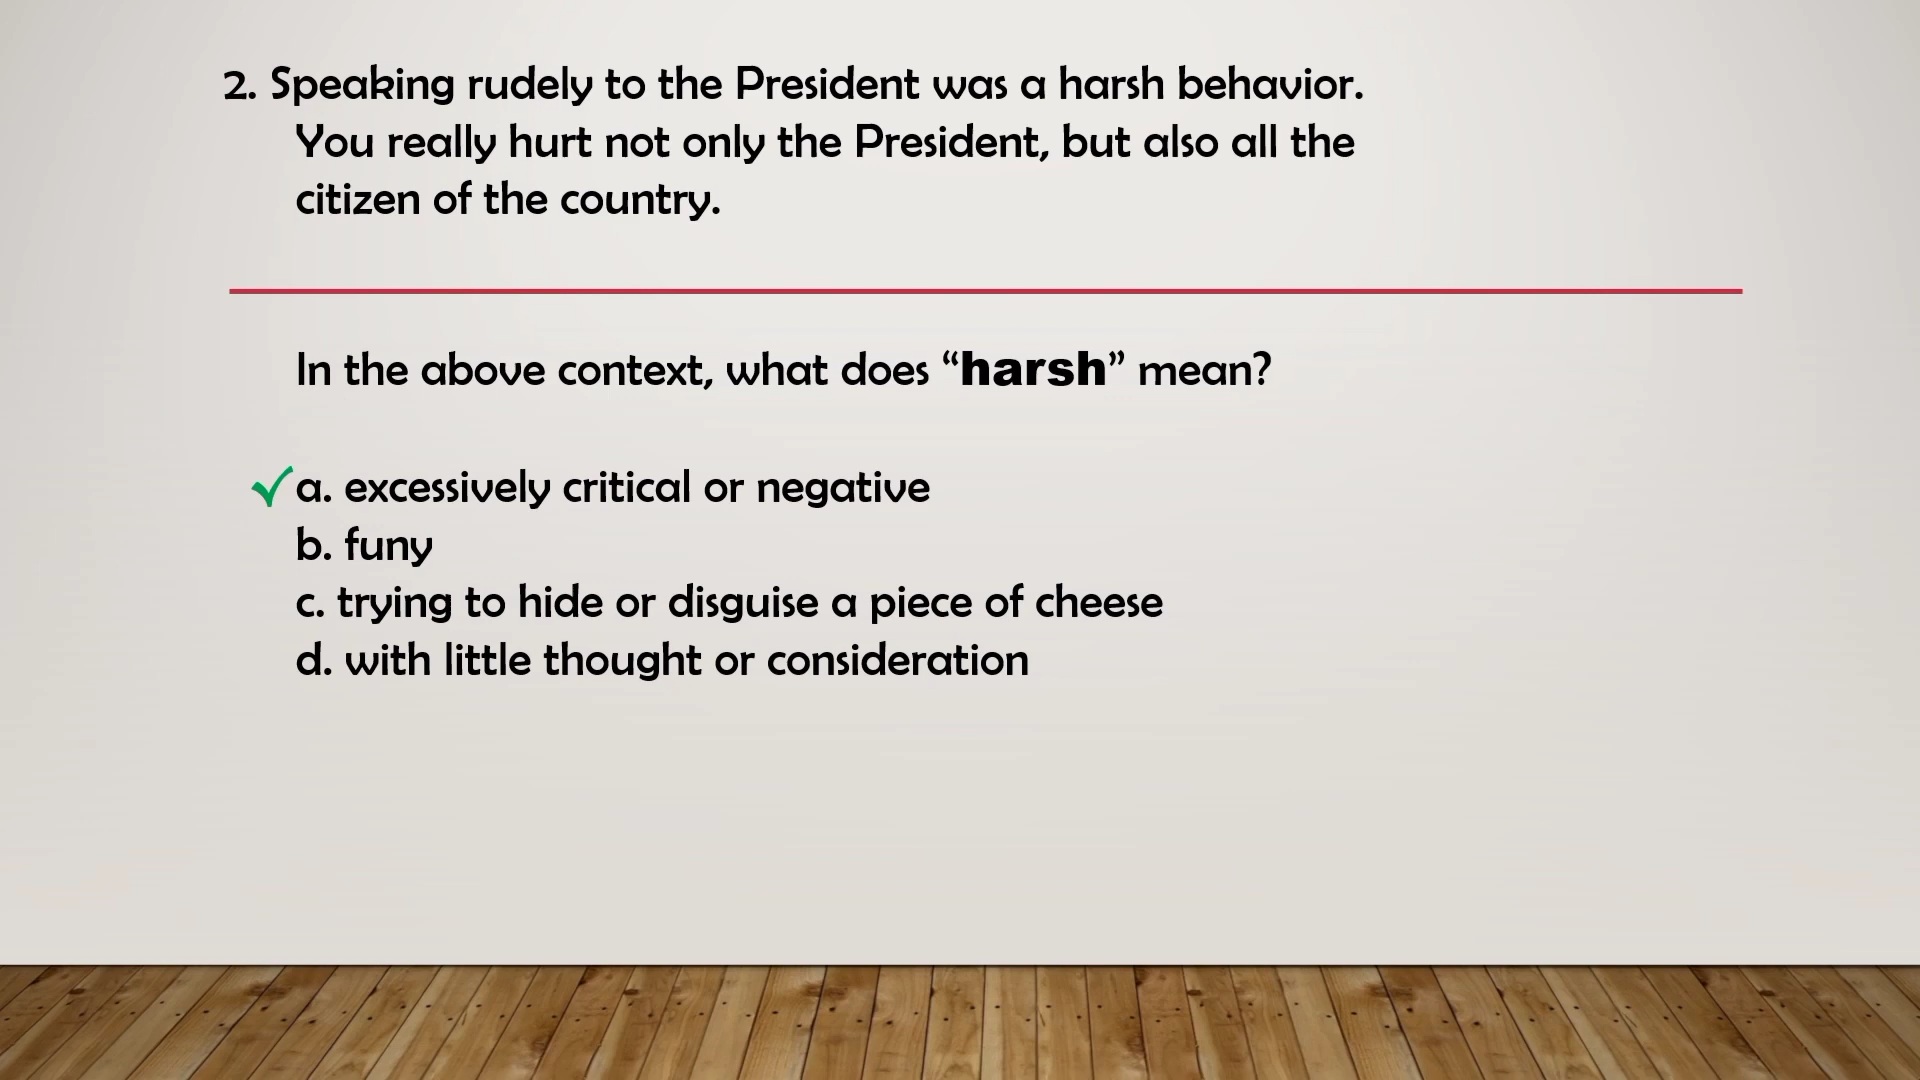 2. Speaking rudely to the President was a harsh behavior.
You really hurt not only the President, but also all the
citizen of the country.
In the above context, what does “harsh” mean?
✓a. excessively critical or negative
b. funy
c. trying to hide or disguise a piece of cheese
d. with little thought or consideration